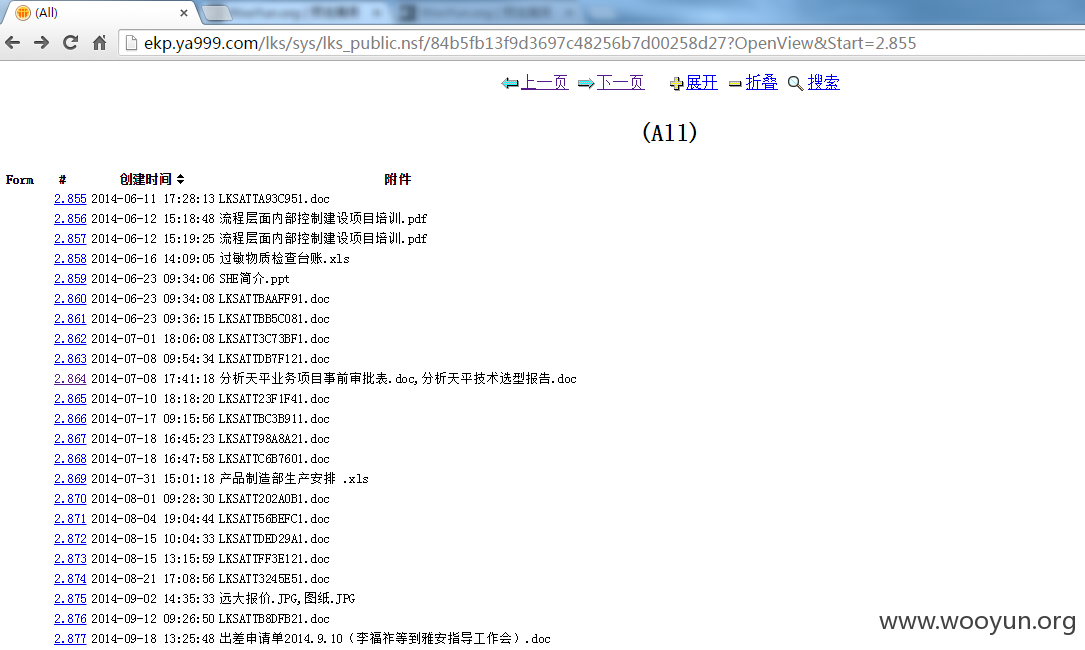 (All)
ekp.ya999.com/lks/sys/lks_public.nsf/84b5fb13f9d3697c48256b7d00258d27?OpenView&Start=2.855
上一页 下一页 展开 折叠 搜索
(All)
Form # 创建时间 附件
2.855 2014-06-11 17:28:13 LKSATTA93C951.doc
2.856 2014-06-12 15:18:48 流程层面内部控制建设项目培训.pdf
2.857 2014-06-12 15:19:25 流程层面内部控制建设项目培训.pdf
2.858 2014-06-16 14:09:05 过敏物质检查台账.xls
2.859 2014-06-23 09:34:06 SHE简介.ppt
2.860 2014-06-23 09:34:08 LKSATTBAAFF91.doc
2.861 2014-06-23 09:36:15 LKSATTBB5C081.doc
2.862 2014-07-01 18:06:08 LKSATT3C73BF1.doc
2.863 2014-07-08 09:54:34 LKSATTDB7F121.doc
2.864 2014-07-08 17:41:18 分析天平业务项目事前审批表.doc,分析天平技术选型报告.doc
2.865 2014-07-10 18:18:20 LKSATT23F1F41.doc
2.866 2014-07-17 09:15:56 LKSATTBC3B911.doc
2.867 2014-07-18 16:45:23 LKSATT98A8A21.doc
2.868 2014-07-18 16:47:58 LKSATTC6B7601.doc
2.869 2014-07-31 15:01:18 产品制造部生产安排 .xls
2.870 2014-08-01 09:28:30 LKSATT202A0B1.doc
2.871 2014-08-04 19:04:44 LKSATT56BEFC1.doc
2.872 2014-08-15 10:04:33 LKSATTDED29A1.doc
2.873 2014-08-15 13:15:59 LKSATTFF3E121.doc
2.874 2014-08-21 17:08:56 LKSATT3245E51.doc
2.875 2014-09-02 14:35:33 远大报价.JPG,图纸.JPG
2.876 2014-09-12 09:26:50 LKSATTB8DFB21.doc
2.877 2014-09-18 13:25:48 出差申请单2014.9.10（李福祚等到雅安指导工作会）.doc
www.wooyun.org